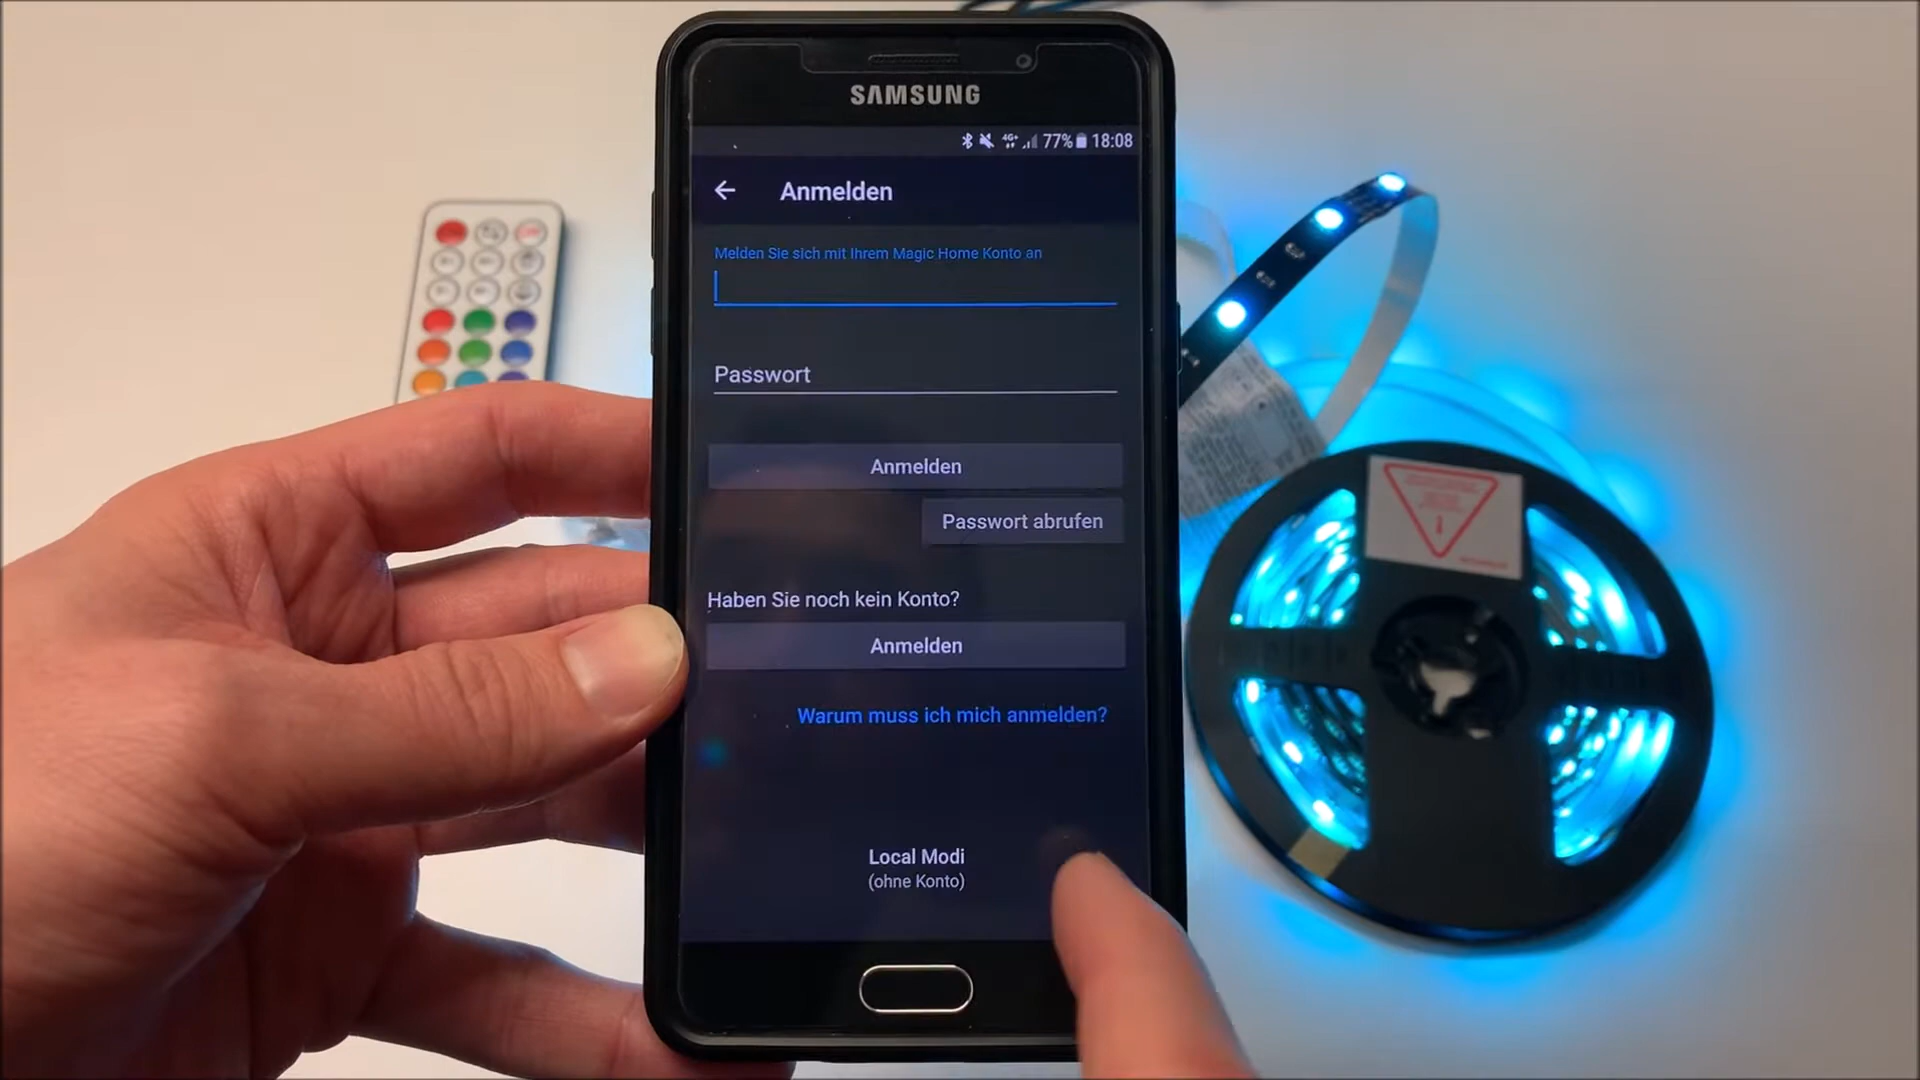 SAMSUNG
4G+ 77% 18:08
Anmelden
Melden Sie sich mit Ihrem Magic Home Konto an
Passwort
Anmelden
Passwort abrufen
Haben Sie noch kein Konto?
Anmelden
Warum muss ich mich anmelden?
Local Modi
(ohne Konto)